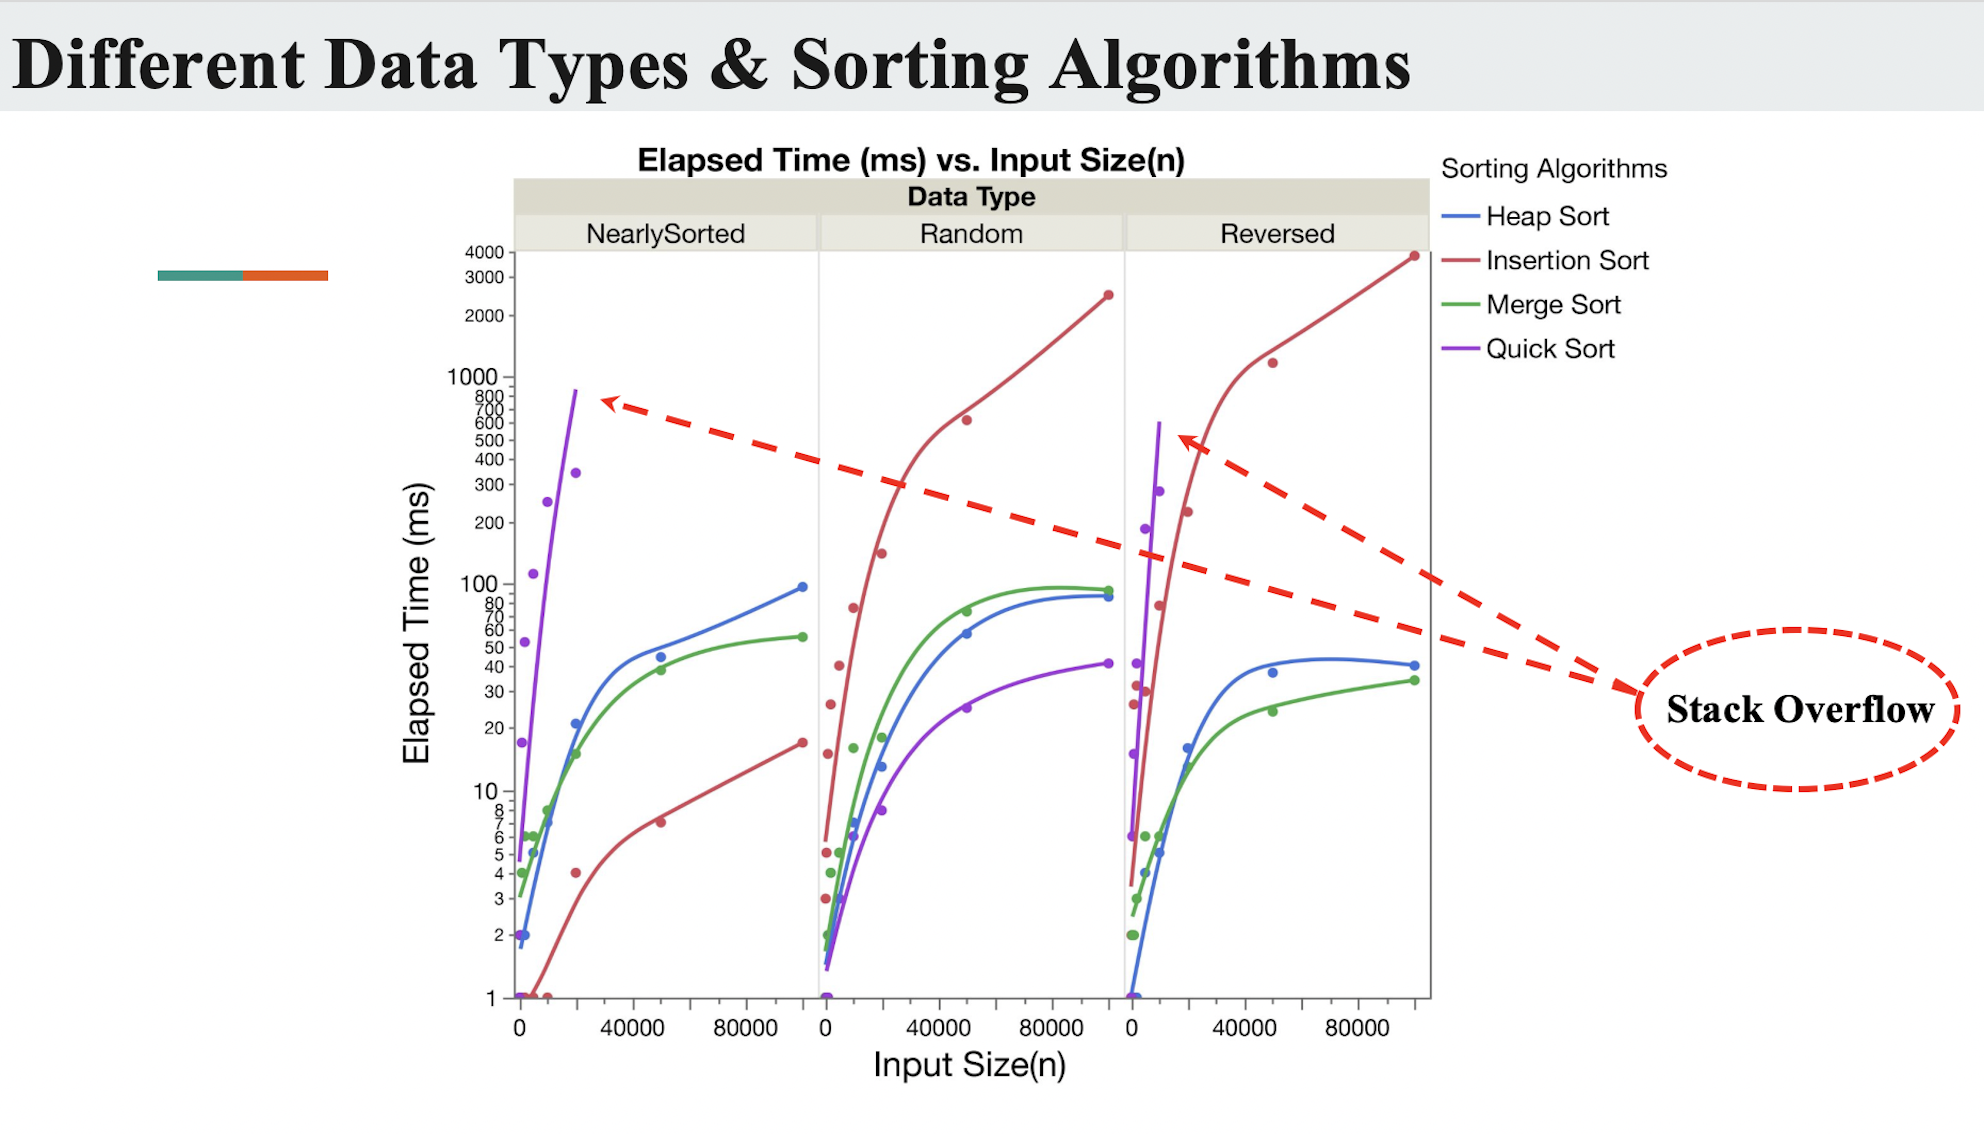 Different Data Types & Sorting Algorithms
Elapsed Time (ms) vs. Input Size(n)
Data Type
NearlySorted Random Reversed
Sorting Algorithms
Heap Sort
Insertion Sort
Merge Sort
Quick Sort
4000
3000
2000
1000
800
700
600
500
400
300
200
100
80
70
60
50
40
30
20
10
8
7
6
5
4
3
2
1
Elapsed Time (ms)
Stack Overflow
0 40000 80000 0 40000 80000 0 40000 80000
Input Size(n)